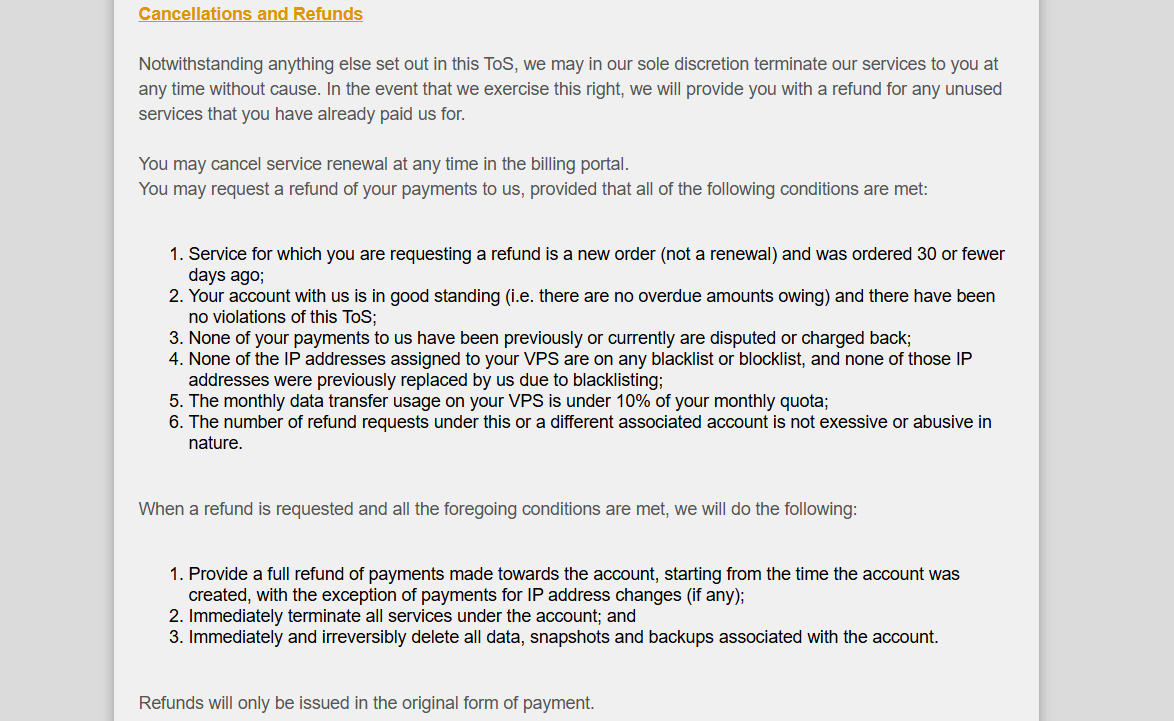 Cancellations and Refunds
Notwithstanding anything else set out in this ToS, we may in our sole discretion terminate our services to you at
any time without cause. In the event that we exercise this right, we will provide you with a refund for any unused
services that you have already paid us for.
You may cancel service renewal at any time in the billing portal.
You may request a refund of your payments to us, provided that all of the following conditions are met:
1. Service for which you are requesting a refund is a new order (not a renewal) and was ordered 30 or fewer
days ago;
2. Your account with us is in good standing (i.e. there are no overdue amounts owing) and there have been
no violations of this ToS;
3. None of your payments to us have been previously or currently are disputed or charged back;
4. None of the IP addresses assigned to your VPS are on any blacklist or blocklist, and none of those IP
addresses were previously replaced by us due to blacklisting;
5. The monthly data transfer usage on your VPS is under 10% of your monthly quota;
6. The number of refund requests under this or a different associated account is not exessive or abusive in
nature.
When a refund is requested and all the foregoing conditions are met, we will do the following:
1. Provide a full refund of payments made towards the account, starting from the time the account was
created, with the exception of payments for IP address changes (if any);
2. Immediately terminate all services under the account; and
3. Immediately and irreversibly delete all data, snapshots and backups associated with the account.
Refunds will only be issued in the original form of payment.